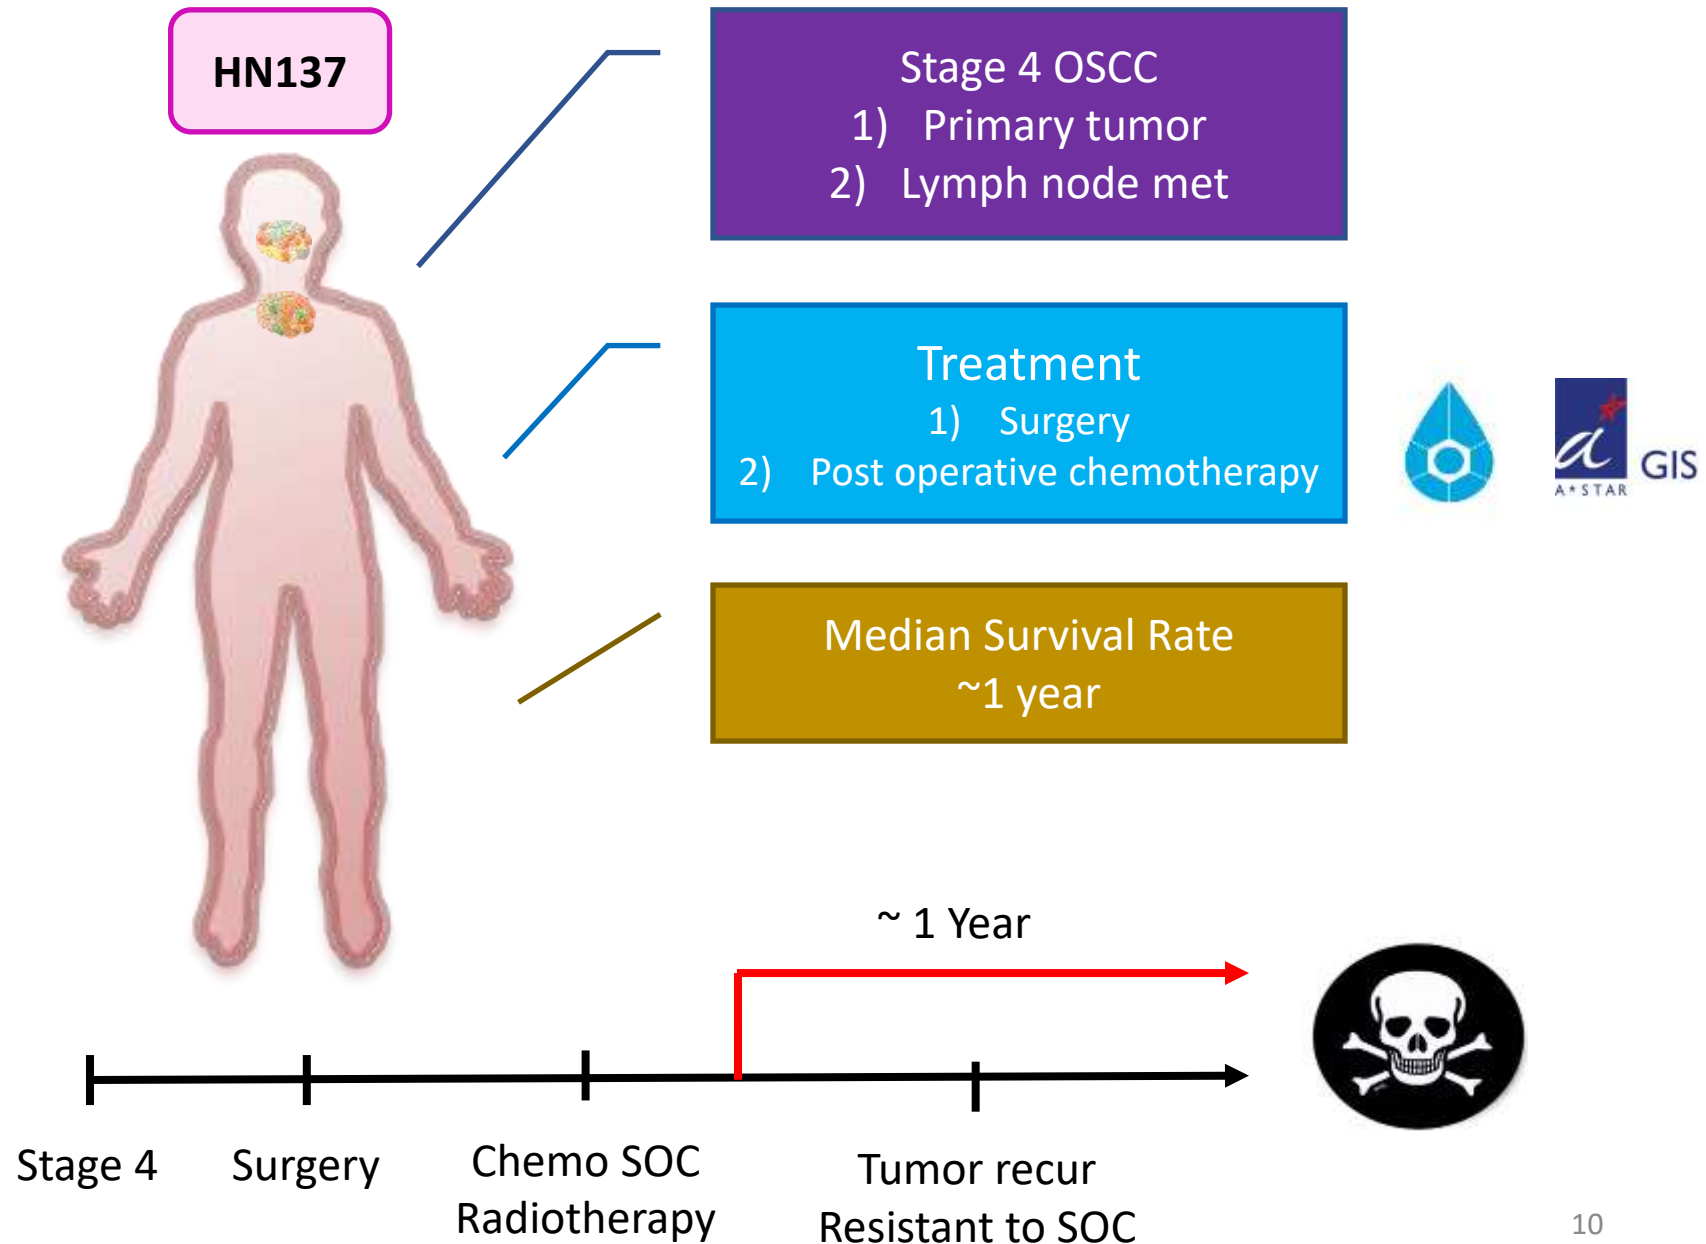 HN137
Stage 4 OSCC
1) Primary tumor
2) Lymph node met
Treatment
1) Surgery
2) Post operative chemotherapy
a
A*STAR
GIS
Median Survival Rate
~1 year
~ 1 Year
Stage 4
Surgery
Chemo SOC
Radiotherapy
Tumor recur
Resistant to SOC
10